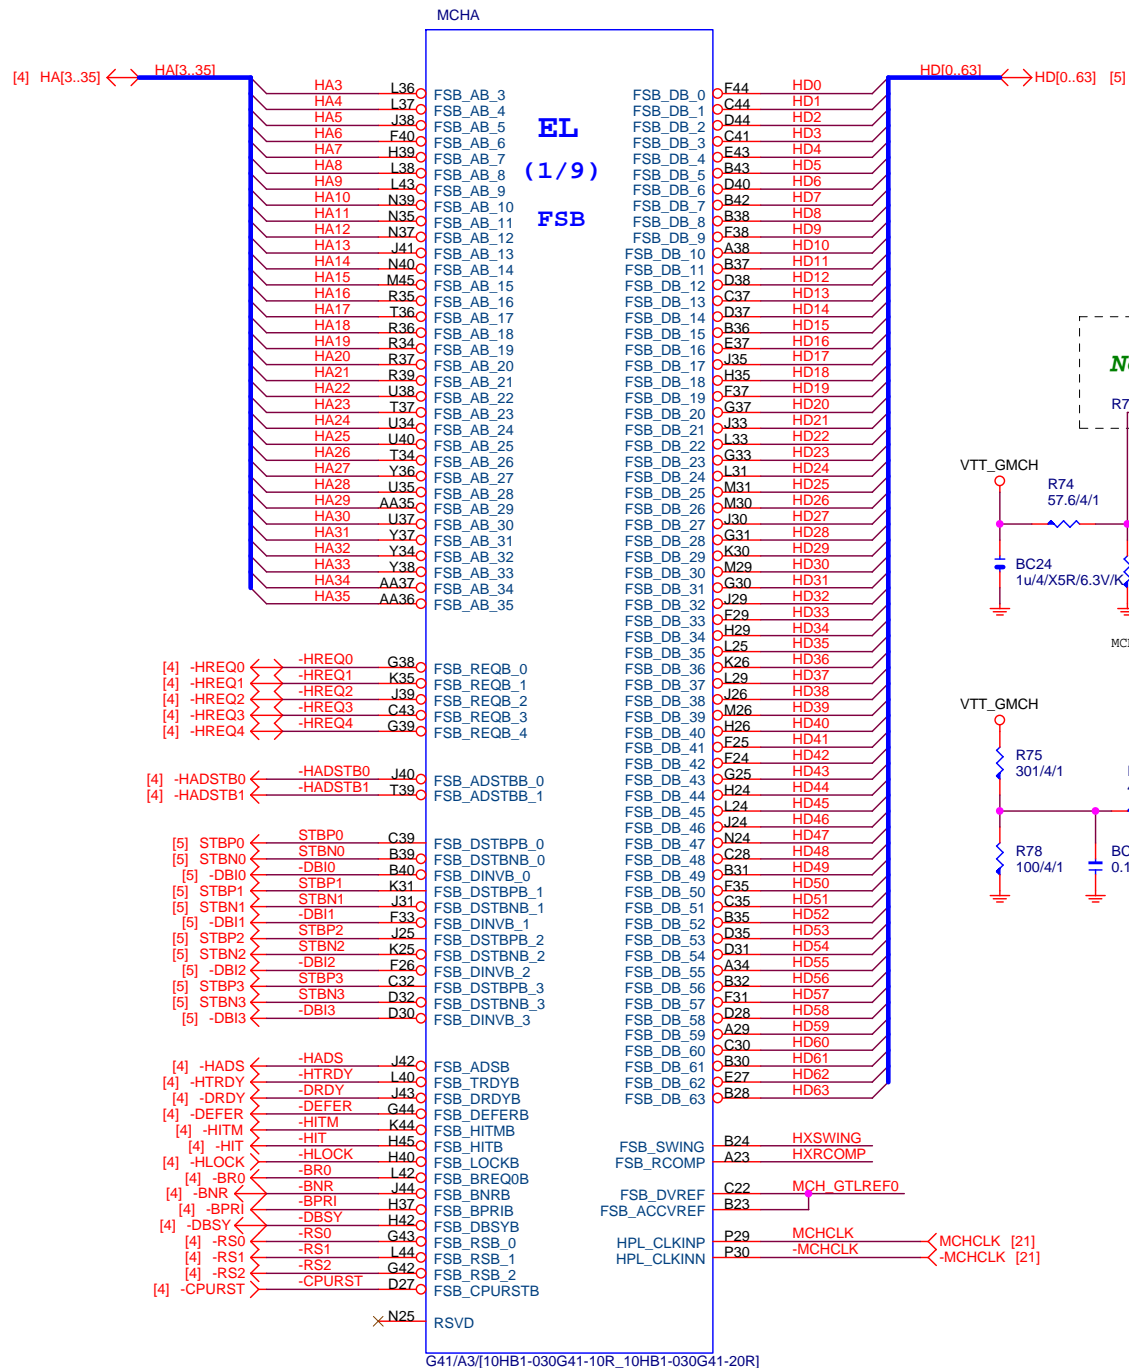 MCHA
[4] HA[3..35] HA[3..35]
HD[0..63] HD[0..63] [5]
EL
(1/9)
FSB
HA3 L36 FSB_AB_3
HA4 L37 FSB_AB_4
HA5 J38 FSB_AB_5
HA6 F40 FSB_AB_6
HA7 H39 FSB_AB_7
HA8 L38 FSB_AB_8
HA9 L43 FSB_AB_9
HA10 N39 FSB_AB_10
HA11 N35 FSB_AB_11
HA12 N37 FSB_AB_12
HA13 J41 FSB_AB_13
HA14 N40 FSB_AB_14
HA15 M45 FSB_AB_15
HA16 R35 FSB_AB_16
HA17 T36 FSB_AB_17
HA18 R36 FSB_AB_18
HA19 R34 FSB_AB_19
HA20 R37 FSB_AB_20
HA21 R39 FSB_AB_21
HA22 U38 FSB_AB_22
HA23 T37 FSB_AB_23
HA24 U34 FSB_AB_24
HA25 U40 FSB_AB_25
HA26 T34 FSB_AB_26
HA27 Y36 FSB_AB_27
HA28 U35 FSB_AB_28
HA29 AA35 FSB_AB_29
HA30 U37 FSB_AB_30
HA31 Y37 FSB_AB_31
HA32 Y34 FSB_AB_32
HA33 Y38 FSB_AB_33
HA34 AA37 FSB_AB_34
HA35 AA36 FSB_AB_35
[4] -HREQ0 -HREQ0 G38 FSB_REQB_0
[4] -HREQ1 -HREQ1 K35 FSB_REQB_1
[4] -HREQ2 -HREQ2 J39 FSB_REQB_2
[4] -HREQ3 -HREQ3 C43 FSB_REQB_3
[4] -HREQ4 -HREQ4 G39 FSB_REQB_4
[4] -HADSTB0 -HADSTB0 J40 FSB_ADSTBB_0
[4] -HADSTB1 -HADSTB1 T39 FSB_ADSTBB_1
[5] STBP0 STBP0 C39 FSB_DSTBPB_0
[5] STBN0 STBN0 B39 FSB_DSTBNB_0
[5] -DBI0 -DBI0 B40 FSB_DINVB_0
[5] STBP1 STBP1 K31 FSB_DSTBPB_1
[5] STBN1 STBN1 J31 FSB_DSTBNB_1
[5] -DBI1 -DBI1 F33 FSB_DINVB_1
[5] STBP2 STBP2 J25 FSB_DSTBPB_2
[5] STBN2 STBN2 K25 FSB_DSTBNB_2
[5] -DBI2 -DBI2 F26 FSB_DINVB_2
[5] STBP3 STBP3 C32 FSB_DSTBPB_3
[5] STBN3 STBN3 D32 FSB_DSTBNB_3
[5] -DBI3 -DBI3 D30 FSB_DINVB_3
[4] -HADS -HADS J42 FSB_ADSB
[4] -HTRDY -HTRDY L40 FSB_TRDYB
[4] -DRDY -DRDY J43 FSB_DRDYB
[4] -DEFER -DEFER G44 FSB_DEFERB
[4] -HITM -HITM K44 FSB_HITMB
[4] -HIT -HIT H45 FSB_HITB
[4] -HLOCK -HLOCK H40 FSB_LOCKB
[4] -BR0 -BR0 L42 FSB_BREQ0B
[4] -BNR -BNR J44 FSB_BNRB
[4] -BPRI -BPRI H37 FSB_BPRIB
[4] -DBSY -DBSY H42 FSB_DBSYB
[4] -RS0 -RS0 G43 FSB_RSB_0
[4] -RS1 -RS1 L44 FSB_RSB_1
[4] -RS2 -RS2 G42 FSB_RSB_2
[4] -CPURST -CPURST D27 FSB_CPURSTB
N25 RSVD
FSB_DB_0 F44 HD0
FSB_DB_1 C44 HD1
FSB_DB_2 D44 HD2
FSB_DB_3 C41 HD3
FSB_DB_4 E43 HD4
FSB_DB_5 B43 HD5
FSB_DB_6 D40 HD6
FSB_DB_7 B42 HD7
FSB_DB_8 B38 HD8
FSB_DB_9 F38 HD9
FSB_DB_10 A38 HD10
FSB_DB_11 B37 HD11
FSB_DB_12 D38 HD12
FSB_DB_13 C37 HD13
FSB_DB_14 D37 HD14
FSB_DB_15 B36 HD15
FSB_DB_16 E37 HD16
FSB_DB_17 J35 HD17
FSB_DB_18 H35 HD18
FSB_DB_19 F37 HD19
FSB_DB_20 G37 HD20
FSB_DB_21 J33 HD21
FSB_DB_22 L33 HD22
FSB_DB_23 G33 HD23
FSB_DB_24 L31 HD24
FSB_DB_25 M31 HD25
FSB_DB_26 M30 HD26
FSB_DB_27 J30 HD27
FSB_DB_28 G31 HD28
FSB_DB_29 K30 HD29
FSB_DB_30 M29 HD30
FSB_DB_31 G30 HD31
FSB_DB_32 J29 HD32
FSB_DB_33 F29 HD33
FSB_DB_34 H29 HD34
FSB_DB_35 L25 HD35
FSB_DB_36 K26 HD36
FSB_DB_37 L29 HD37
FSB_DB_38 J26 HD38
FSB_DB_39 M26 HD39
FSB_DB_40 H26 HD40
FSB_DB_41 F25 HD41
FSB_DB_42 F24 HD42
FSB_DB_43 G25 HD43
FSB_DB_44 H24 HD44
FSB_DB_45 L24 HD45
FSB_DB_46 J24 HD46
FSB_DB_47 N24 HD47
FSB_DB_48 C28 HD48
FSB_DB_49 B31 HD49
FSB_DB_50 F35 HD50
FSB_DB_51 C35 HD51
FSB_DB_52 B35 HD52
FSB_DB_53 D35 HD53
FSB_DB_54 D31 HD54
FSB_DB_55 A34 HD55
FSB_DB_56 B32 HD56
FSB_DB_57 F31 HD57
FSB_DB_58 D28 HD58
FSB_DB_59 A29 HD59
FSB_DB_60 C30 HD60
FSB_DB_61 B30 HD61
FSB_DB_62 E27 HD62
FSB_DB_63 B28 HD63
FSB_SWING B24 HXSWING
FSB_RCOMP A23 HXRCOMP
FSB_DVREF C22 MCH_GTLREF0
FSB_ACCVREF B23
HPL_CLKINP P29 MCHCLK MCHCLK [21]
HPL_CLKINN P30 -MCHCLK -MCHCLK [21]
G41/A3/[10HB1-030G41-10R_10HB1-030G41-20R]
R7
VTT_GMCH
R74
57.6/4/1
BC24
1u/4/X5R/6.3V/K
VTT_GMCH
R75
301/4/1
R78
100/4/1
BC
0.1